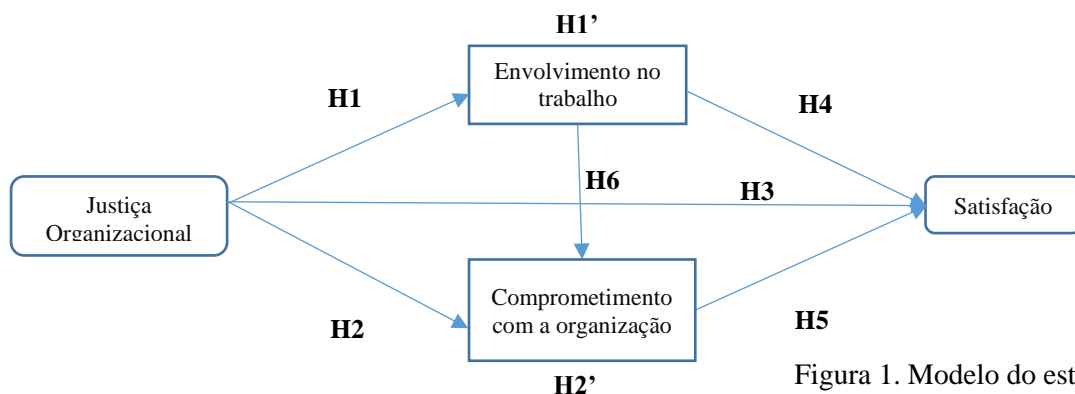 H1’
Envolvimento no
trabalho
H1
H4
H6
H3
Justiça
Organizacional
Satisfação
Comprometimento
com a organização
H2
H5
H2’
Figura 1. Modelo do est